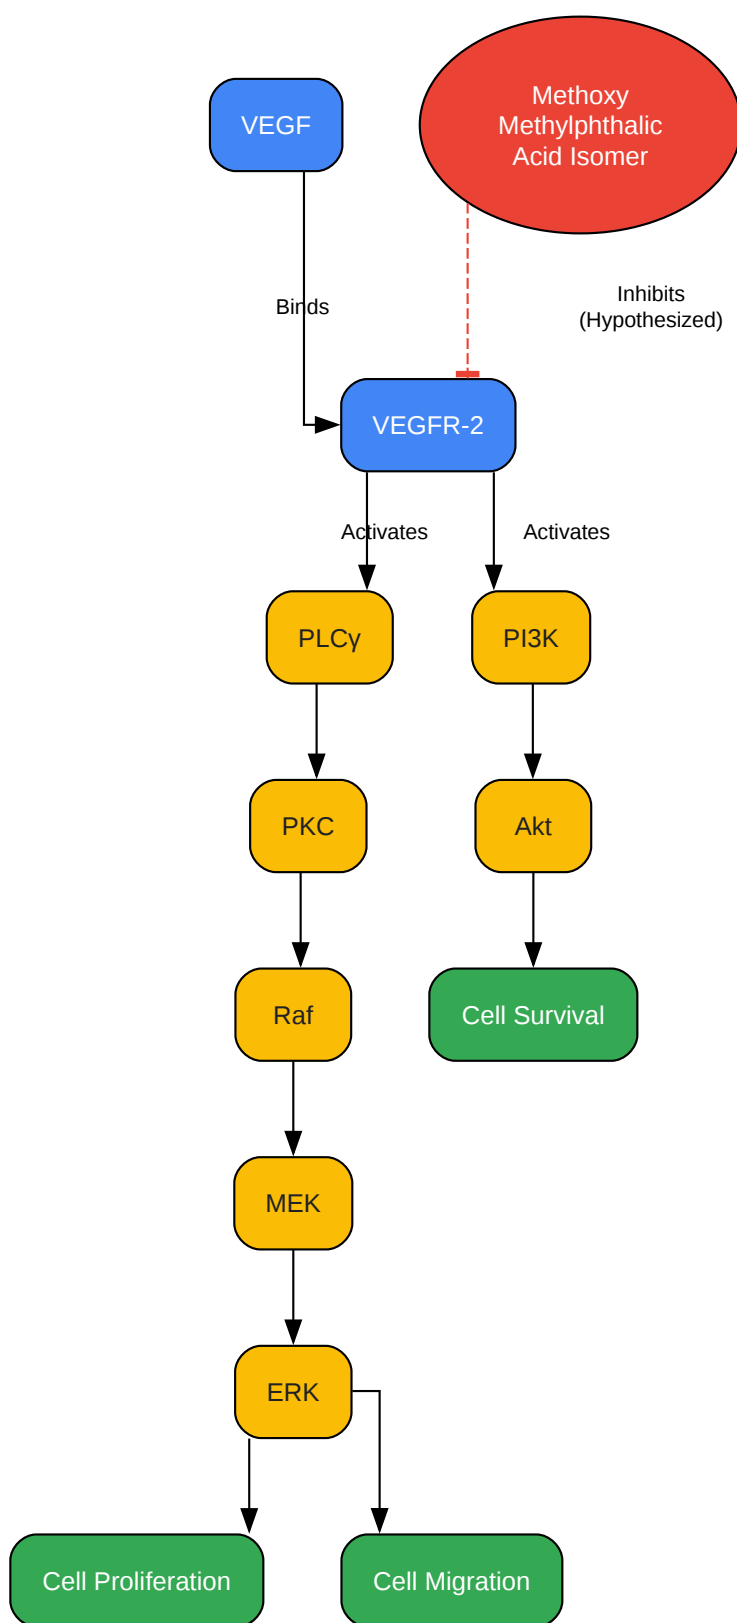 VEGF
Methoxy
Methylphthalic
Acid Isomer
Binds
Inhibits
(Hypothesized)
VEGFR-2
Activates
Activates
PLCγ
PI3K
PKC
Akt
Raf
Cell Survival
MEK
ERK
Cell Proliferation
Cell Migration